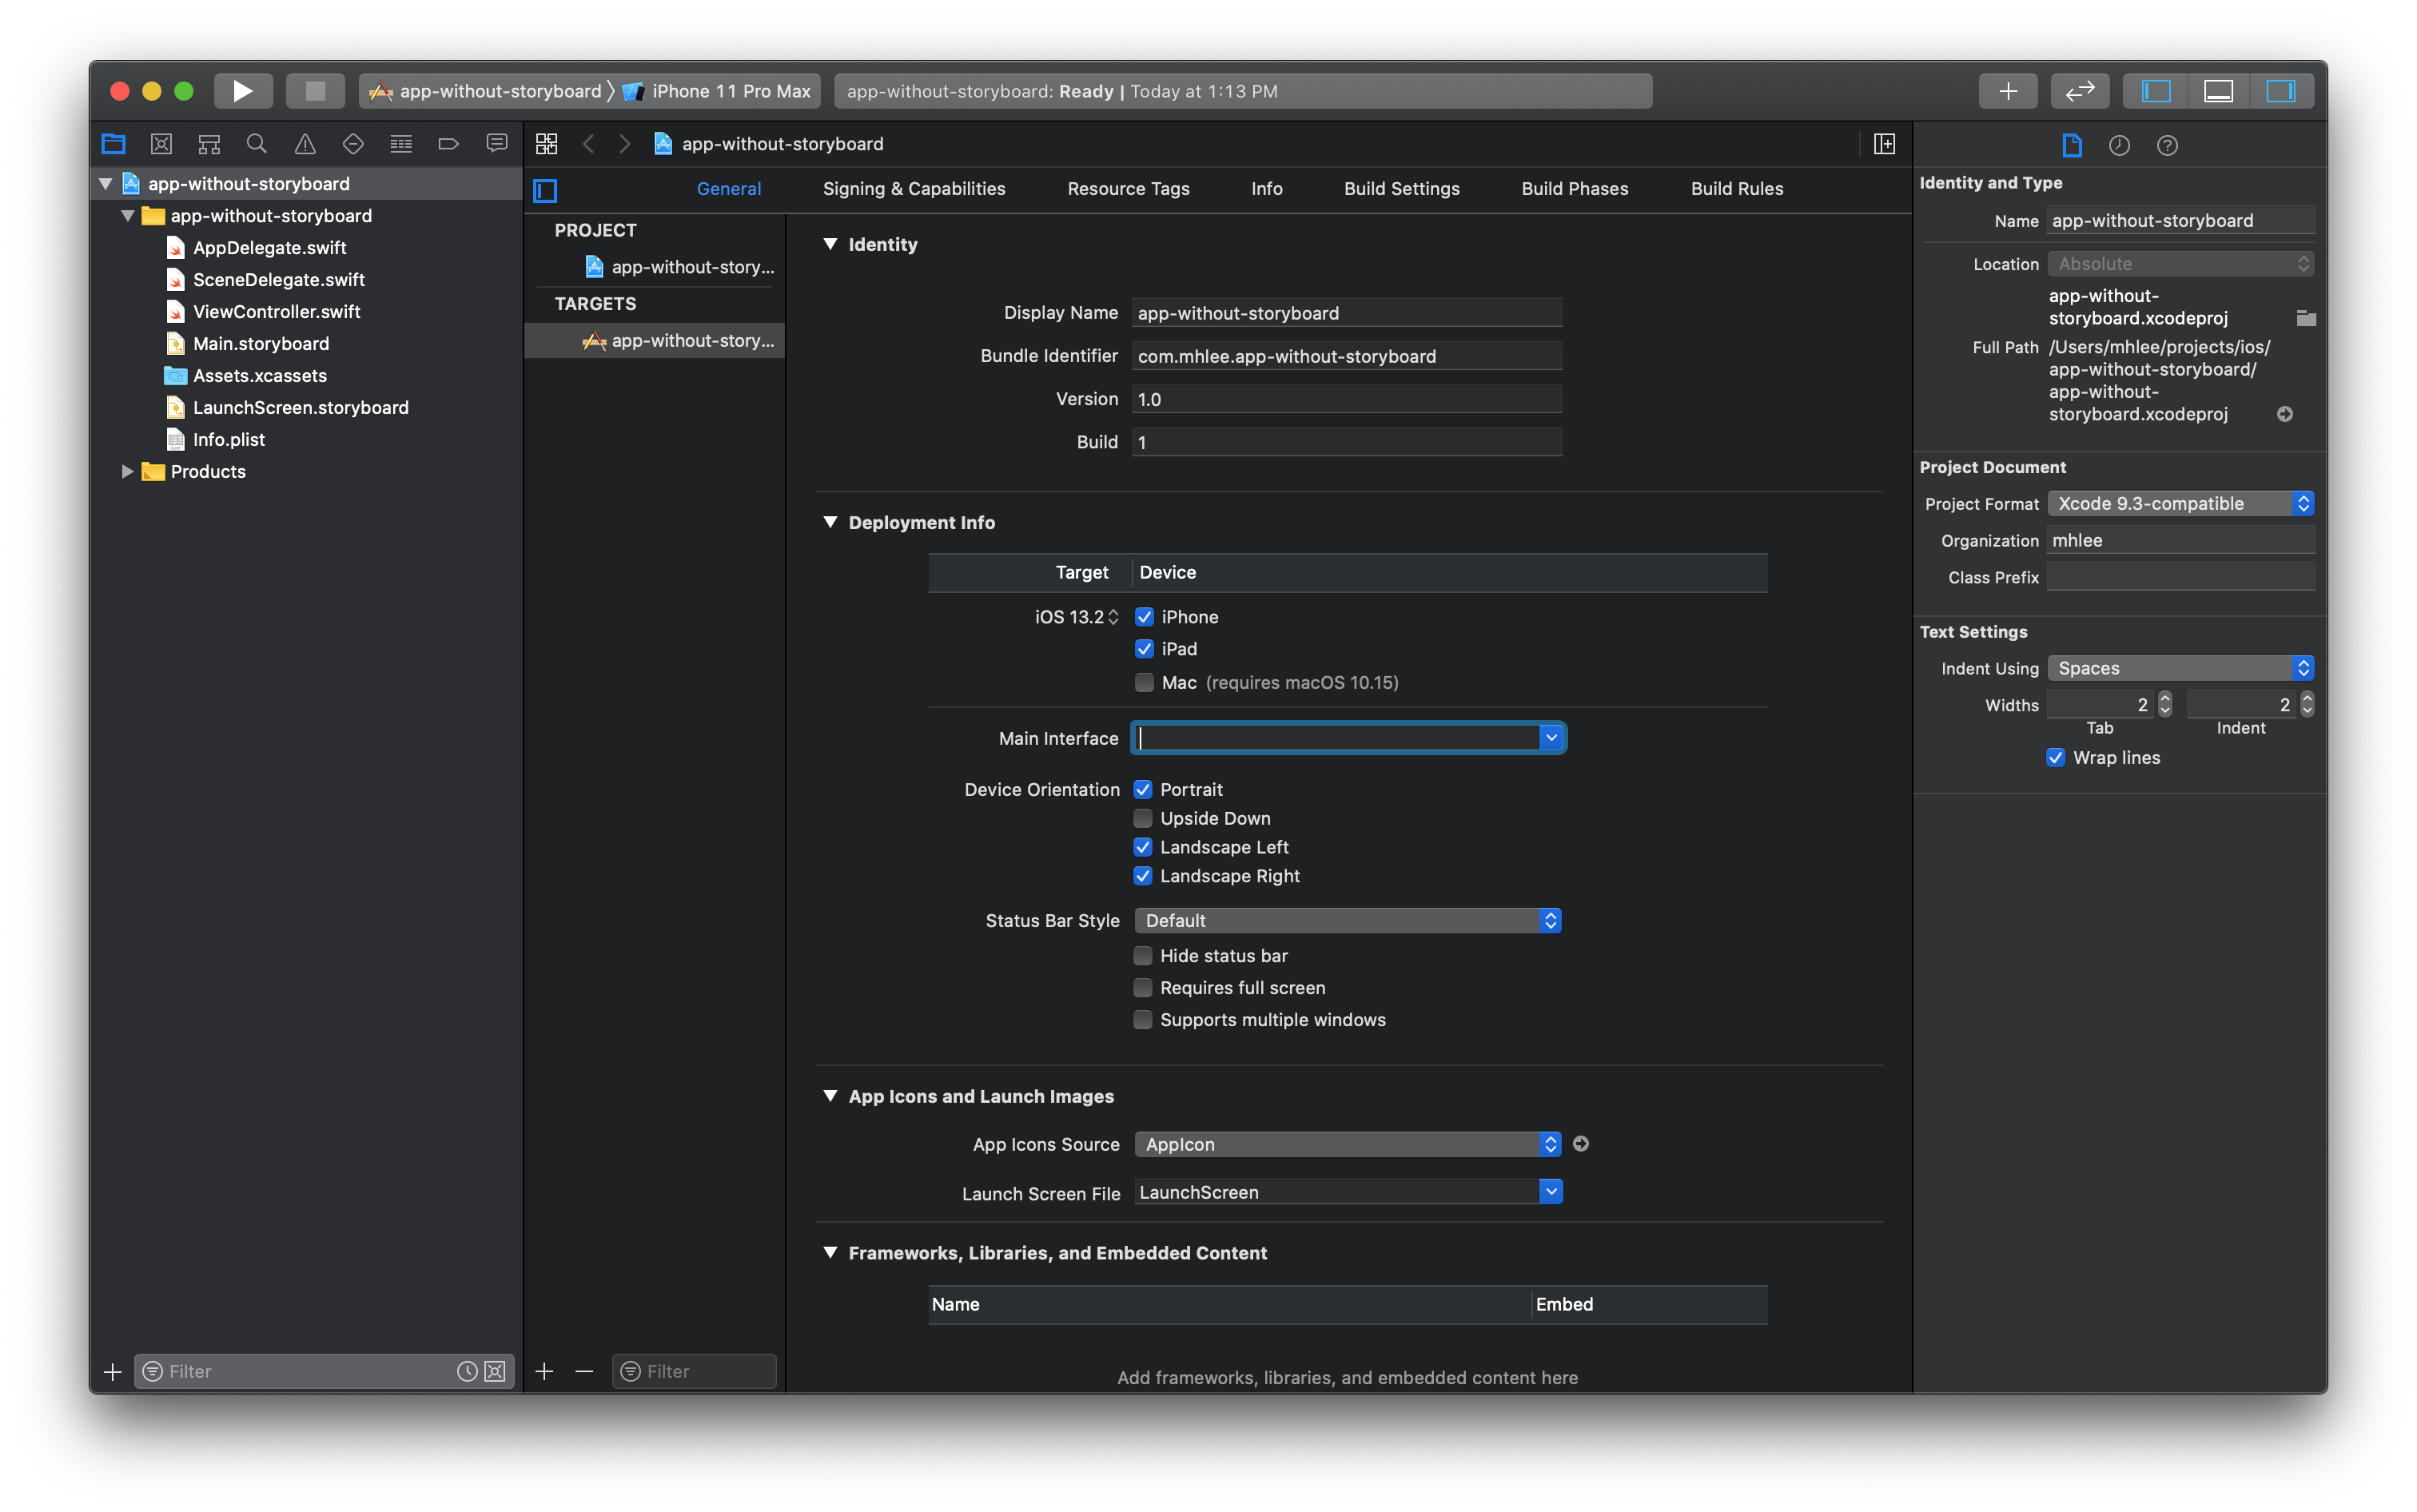 app-without-storyboard
iPhone 11 Pro Max
app-without-storyboard: Ready | Today at 1:13 PM
app-without-storyboard
app-without-storyboard
AppDelegate.swift
SceneDelegate.swift
ViewController.swift
Main.storyboard
Assets.xcassets
LaunchScreen.storyboard
Info.plist
Products
Filter
app-without-storyboard
General
Signing & Capabilities
Resource Tags
Info
Build Settings
Build Phases
Build Rules
PROJECT
app-without-story...
TARGETS
app-without-story...
Filter
Identity
Display Name app-without-storyboard
Bundle Identifier com.mhlee.app-without-storyboard
Version 1.0
Build 1
Deployment Info
Target Device
iOS 13.2 iPhone
iPad
Mac (requires macOS 10.15)
Main Interface
Device Orientation Portrait
Upside Down
Landscape Left
Landscape Right
Status Bar Style Default
Hide status bar
Requires full screen
Supports multiple windows
App Icons and Launch Images
App Icons Source AppIcon
Launch Screen File LaunchScreen
Frameworks, Libraries, and Embedded Content
Name Embed
Add frameworks, libraries, and embedded content here
Identity and Type
Name app-without-storyboard
Location Absolute
app-without-
storyboard.xcodeproj
Full Path /Users/mhlee/projects/ios/
app-without-storyboard/
app-without-
storyboard.xcodeproj
Project Document
Project Format Xcode 9.3-compatible
Organization mhlee
Class Prefix
Text Settings
Indent Using Spaces
Widths 2 2
Tab Indent
Wrap lines